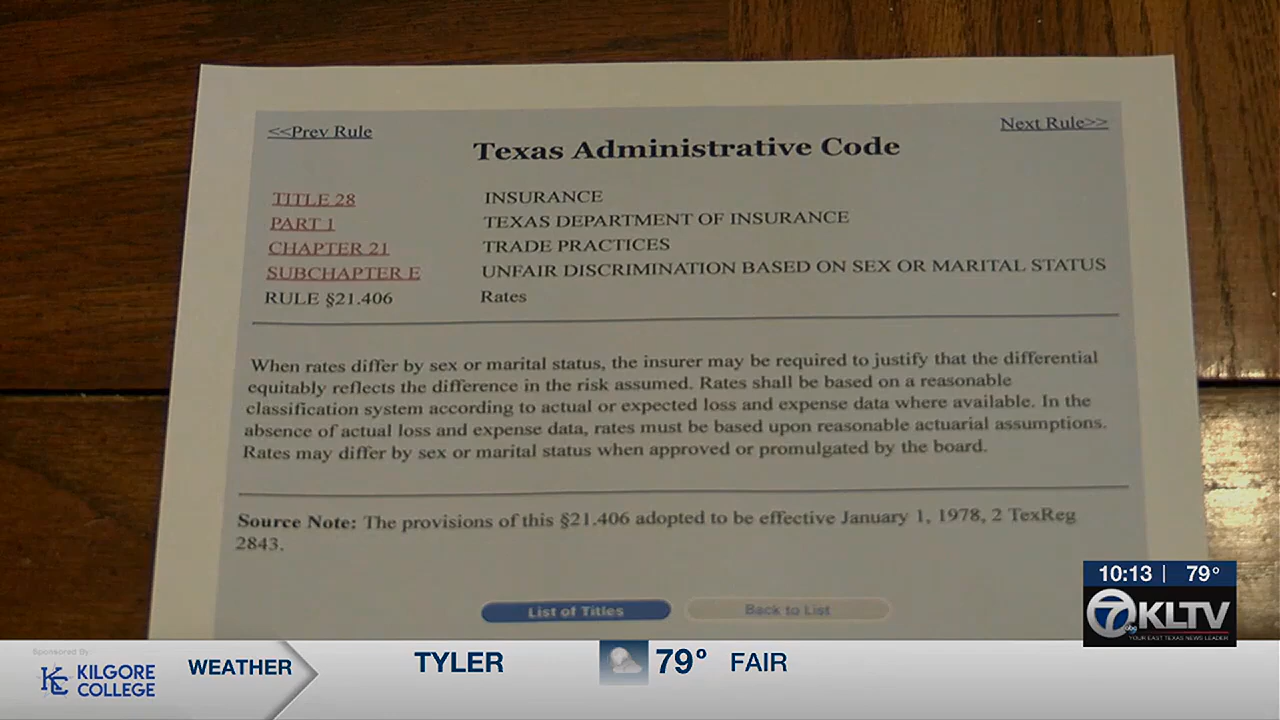 <<Prev Rule
Next Rule>>
Texas Administrative Code
TITLE 28 INSURANCE
PART 1 TEXAS DEPARTMENT OF INSURANCE
CHAPTER 21 TRADE PRACTICES
SUBCHAPTER E UNFAIR DISCRIMINATION BASED ON SEX OR MARITAL STATUS
RULE §21.406 Rates
When rates differ by sex or marital status, the insurer may be required to justify that the differential
equitably reflects the difference in the risk assumed. Rates shall be based on a reasonable
classification system according to actual or expected loss and expense data where available. In the
absence of actual loss and expense data, rates must be based upon reasonable actuarial assumptions.
Rates may differ by sex or marital status when approved or promulgated by the board.
Source Note: The provisions of this §21.406 adopted to be effective January 1, 1978, 2 TexReg
2843.
List of Titles
Back to List
10:13 | 79°
7 abc KLTV
YOUR EAST TEXAS NEWS LEADER
Sponsored By:
KC KILGORE
COLLEGE
WEATHER
TYLER 79° FAIR